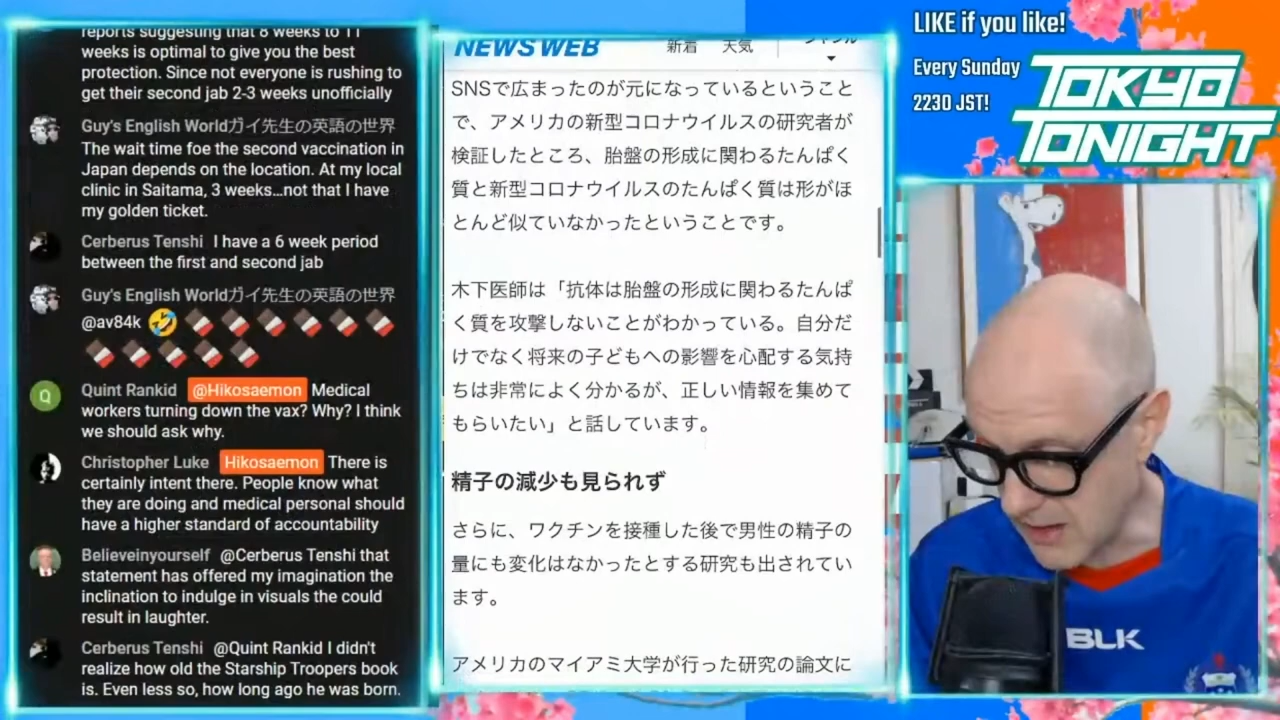 reports suggesting that 8 weeks to 11
weeks is optimal to give you the best
protection. Since not everyone is rushing to
get their second jab 2-3 weeks unofficially
Guy's English Worldガイ先生の英語の世界
The wait time foe the second vaccination in
Japan depends on the location. At my local
clinic in Saitama, 3 weeks...not that I have
my golden ticket.
Cerberus Tenshi I have a 6 week period
between the first and second jab
Guy's English Worldガイ先生の英語の世界
@av84k
Q
Quint Rankid @Hikosaemon Medical
workers turning down the vax? Why? I think
we should ask why.
Christopher Luke Hikosaemon There is
certainly intent there. People know what
they are doing and medical personal should
have a higher standard of accountability
Believeinyourself @Cerberus Tenshi that
statement has offered my imagination the
inclination to indulge in visuals the could
result in laughter.
Cerberus Tenshi @Quint Rankid I didn't
realize how old the Starship Troopers book
is. Even less so, how long ago he was born.
NEWS WEB 新着 天気 ジャンル
SNSで広まったのが元になっているということ
で、アメリカの新型コロナウイルスの研究者が
検証したところ、胎盤の形成に関わるたんぱく
質と新型コロナウイルスのたんぱく質は形がほ
とんど似ていなかったということです。
木下医師は「抗体は胎盤の形成に関わるたんぱ
く質を攻撃しないことがわかっている。自分だ
けでなく将来の子どもへの影響を心配する気持
ちは非常によく分かるが、正しい情報を集めて
もらいたい」と話しています。
精子の減少も見られず
さらに、ワクチンを接種した後で男性の精子の
量にも変化はなかったとする研究も出されてい
ます。
アメリカのマイアミ大学が行った研究の論文に
LIKE if you like!
Every Sunday
2230 JST!
TOKYO
TONIGHT
BLK